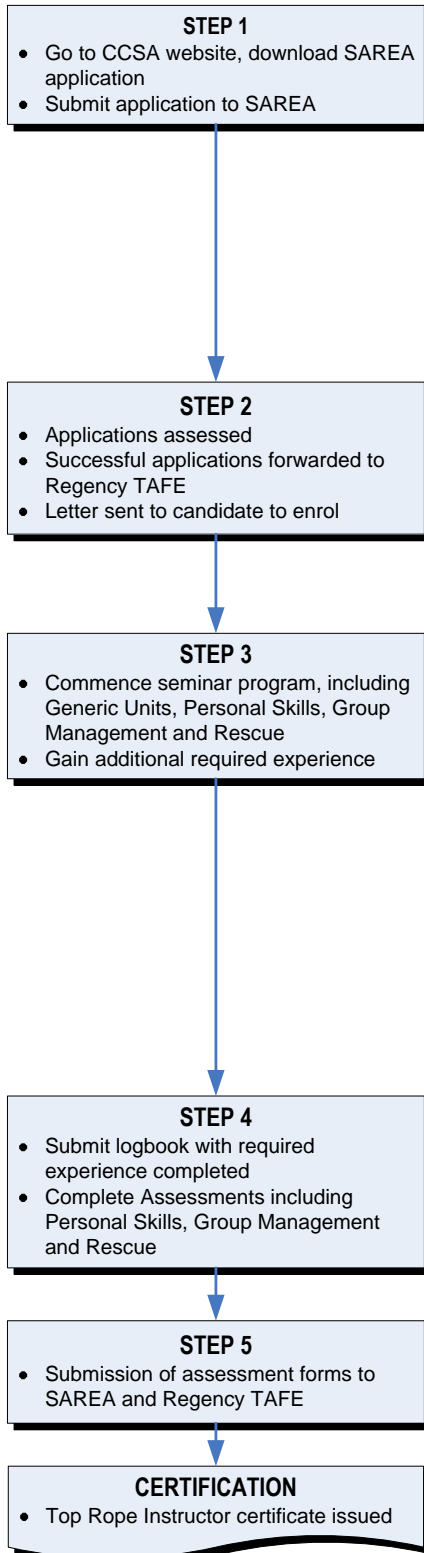 STEP 1
• Go to CCSA website, download SAREA
application
• Submit application to SAREA
STEP 2
• Applications assessed
• Successful applications forwarded to
Regency TAFE
• Letter sent to candidate to enrol
STEP 3
• Commence seminar program, including
Generic Units, Personal Skills, Group
Management and Rescue
• Gain additional required experience
STEP 4
• Submit logbook with required
experience completed
• Complete Assessments including
Personal Skills, Group Management
and Rescue
STEP 5
• Submission of assessment forms to
SAREA and Regency TAFE
CERTIFICATION
• Top Rope Instructor certificate issued